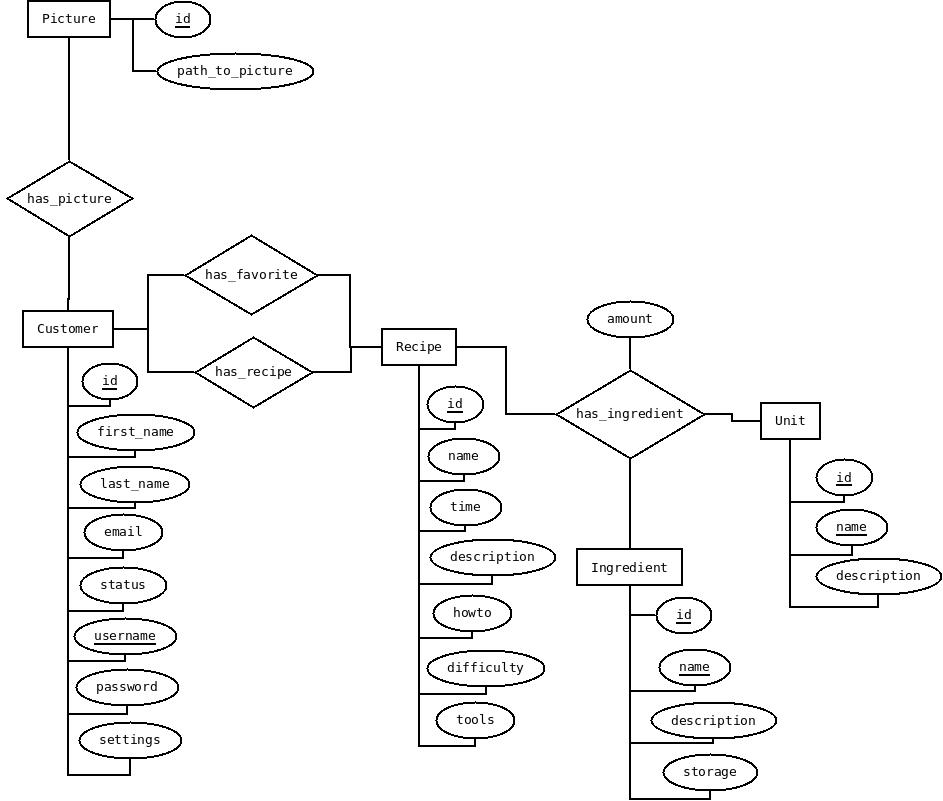 Picture
id
path_to_picture
has_picture
has_favorite
Customer
has_recipe
Recipe
amount
has_ingredient
Unit
id
first_name
last_name
email
status
username
password
settings
id
name
time
description
howto
difficulty
tools
Ingredient
id
name
description
storage
id
name
description